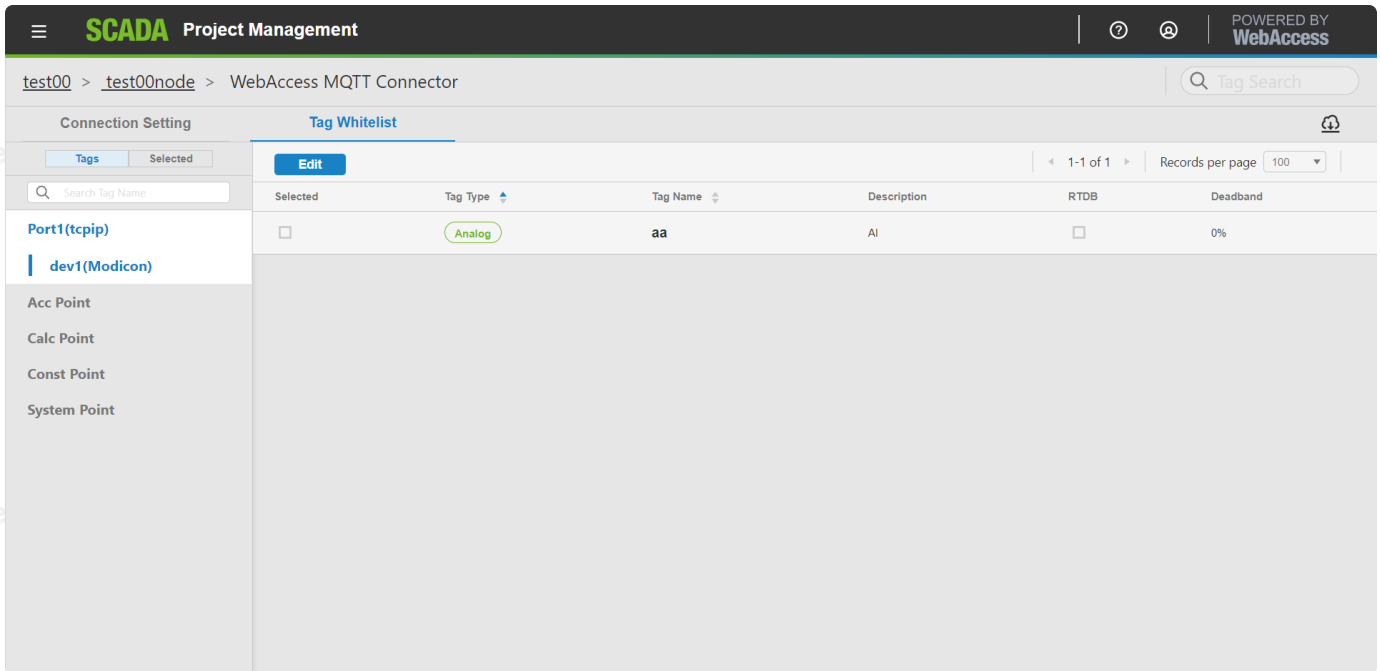 SCADA Project Management
POWERED BY
WebAccess
test00 > test00node > WebAccess MQTT Connector
Tag Search
Connection Setting
Tag Whitelist
Tags
Selected
Edit
1-1 of 1
Records per page 100
Search Tag Name
Selected
Tag Type
Tag Name
Description
RTDB
Deadband
Port1(tcpip)
Analog
aa
AI
0%
dev1(Modicon)
Acc Point
Calc Point
Const Point
System Point